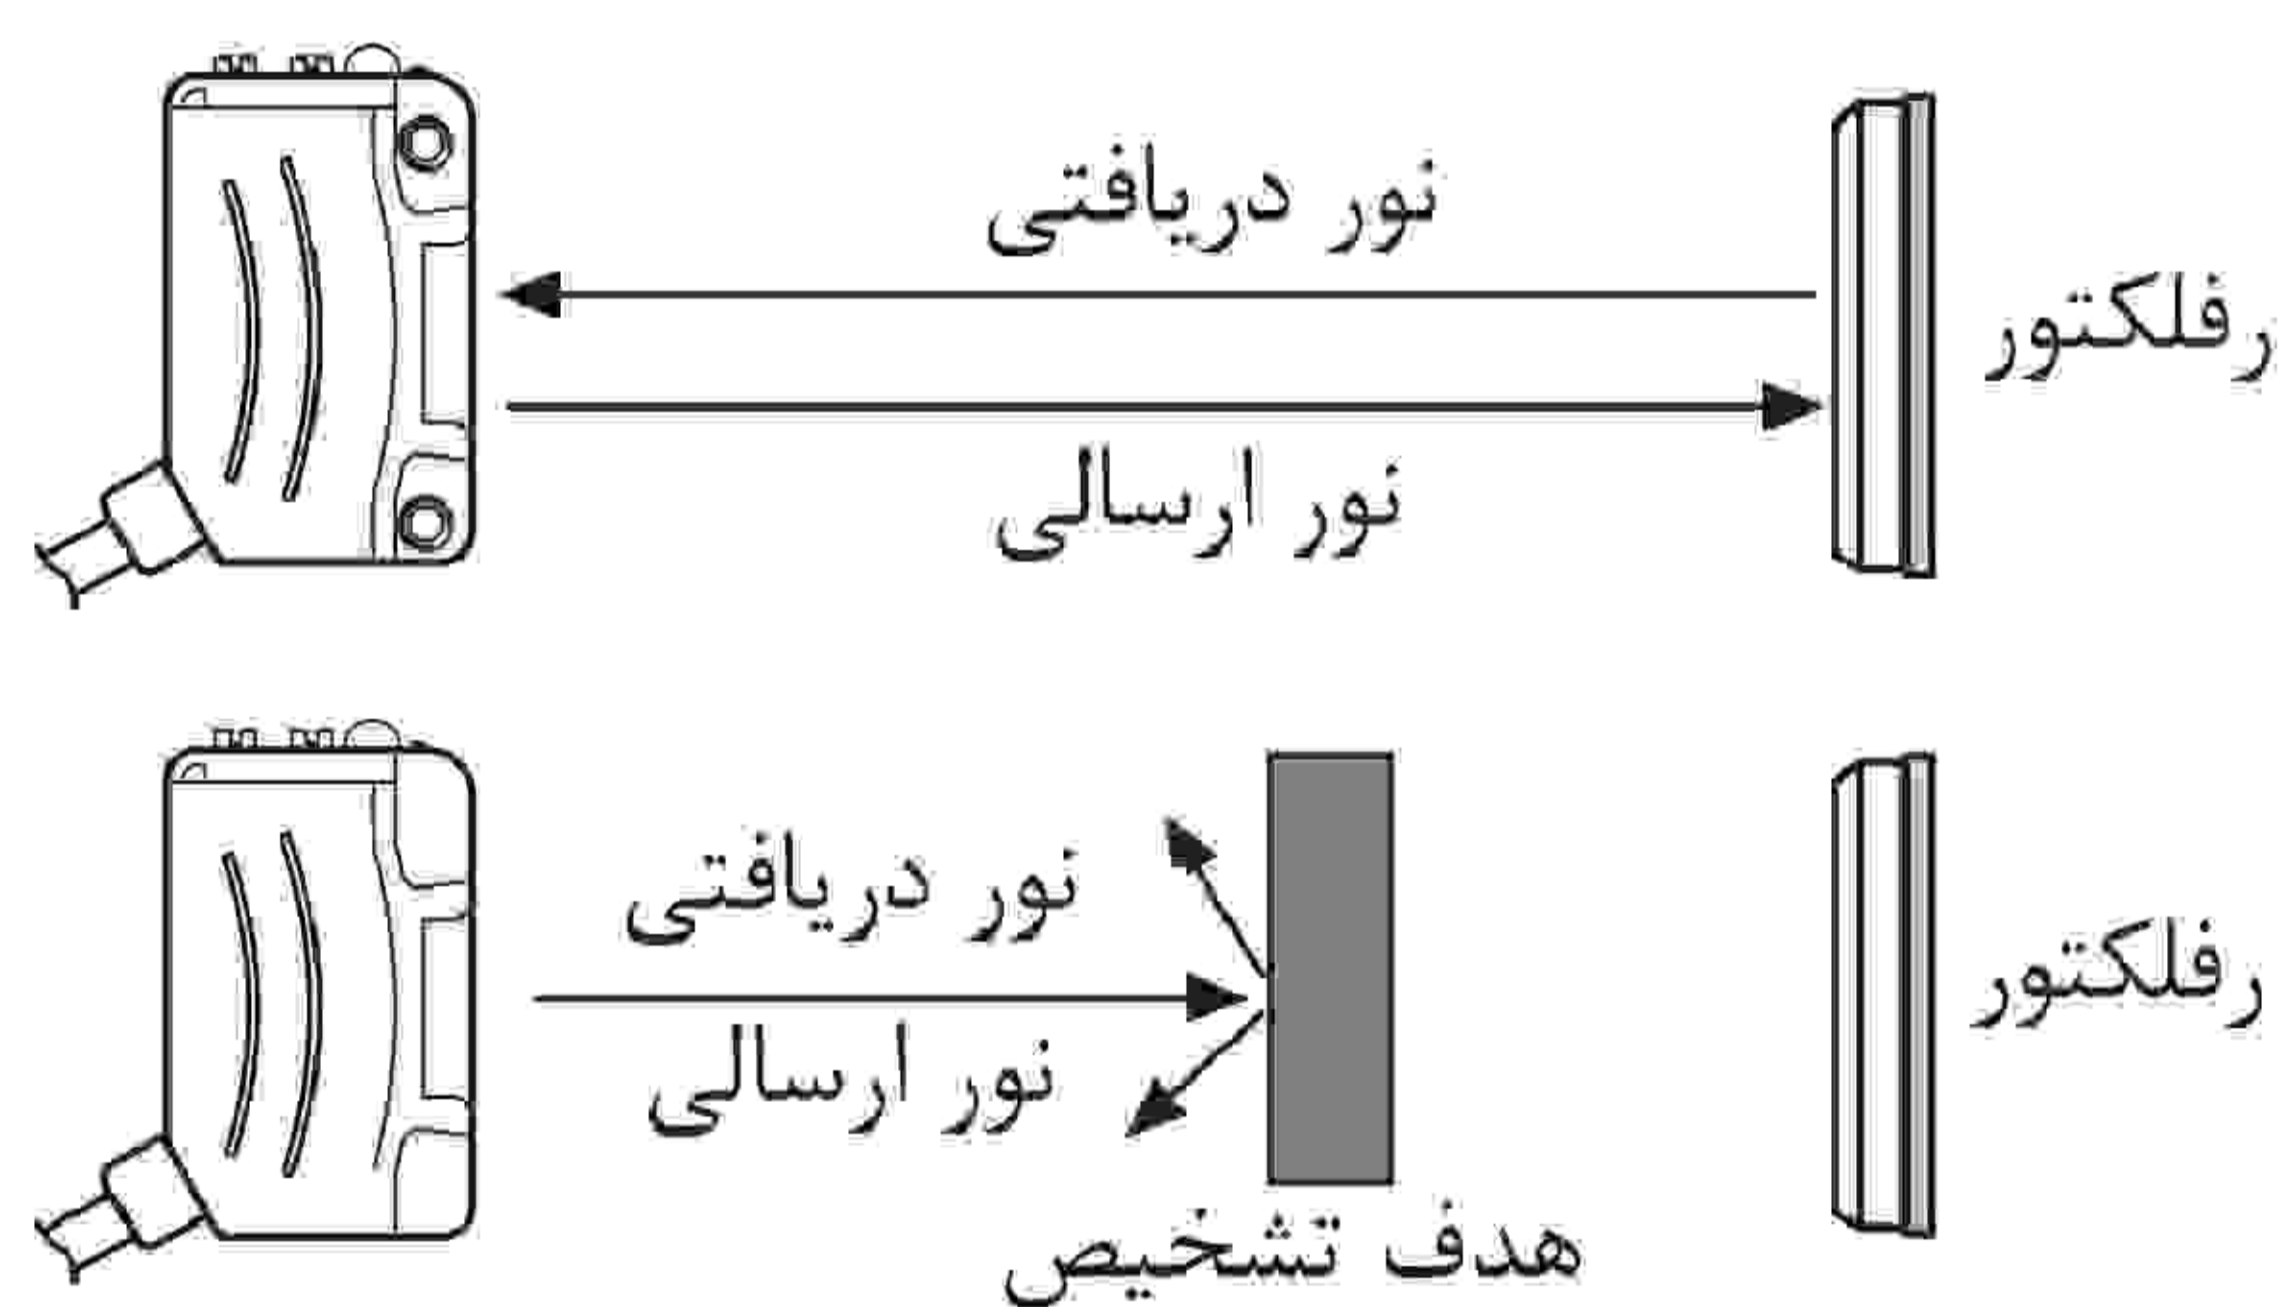 نور دریافتی
رفلکتور
نور ارسالی
نور دریافتی
رفلکتور
نور ارسالی
هدف تشخیص